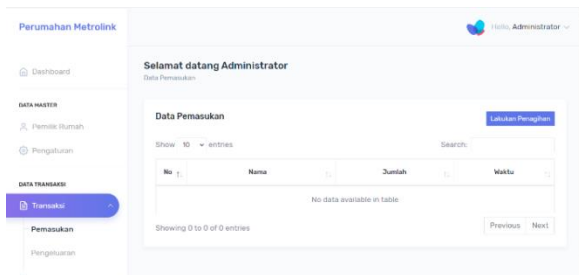 Perumahan Metrolink
Hello, Administrator
Dashboard
Selamat datang Administrator
Data Pemasukan
DATA MASTER
Pemilik Rumah
Pengaturan
DATA TRANSAKSI
Transaksi
Pemasukan
Pengeluaran
Data Pemasukan
Lakukan Penagihan
Show 10 entries
Search:
No Nama Jumlah Waktu
No data available in table
Showing 0 to 0 of 0 entries
Previous Next